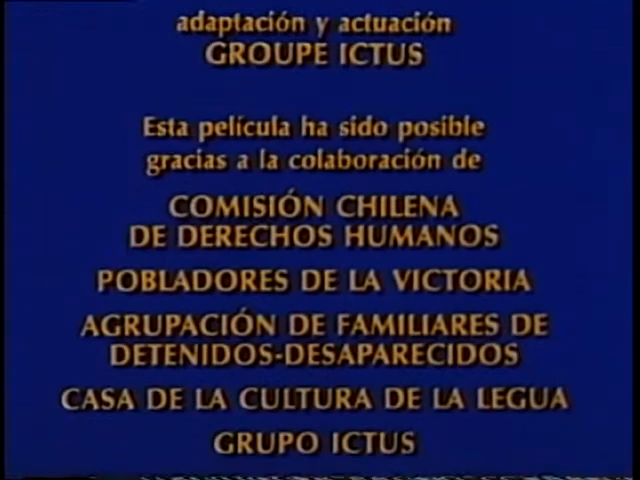 adaptación y actuación
GROUPE ICTUS
Esta película ha sido posible
gracias a la colaboración de
COMISIÓN CHILENA
DE DERECHOS HUMANOS
POBLADORES DE LA VICTORIA
AGRUPACIÓN DE FAMILIARES DE
DETENIDOS-DESAPARECIDOS
CASA DE LA CULTURA DE LA LEGUA
GRUPO ICTUS